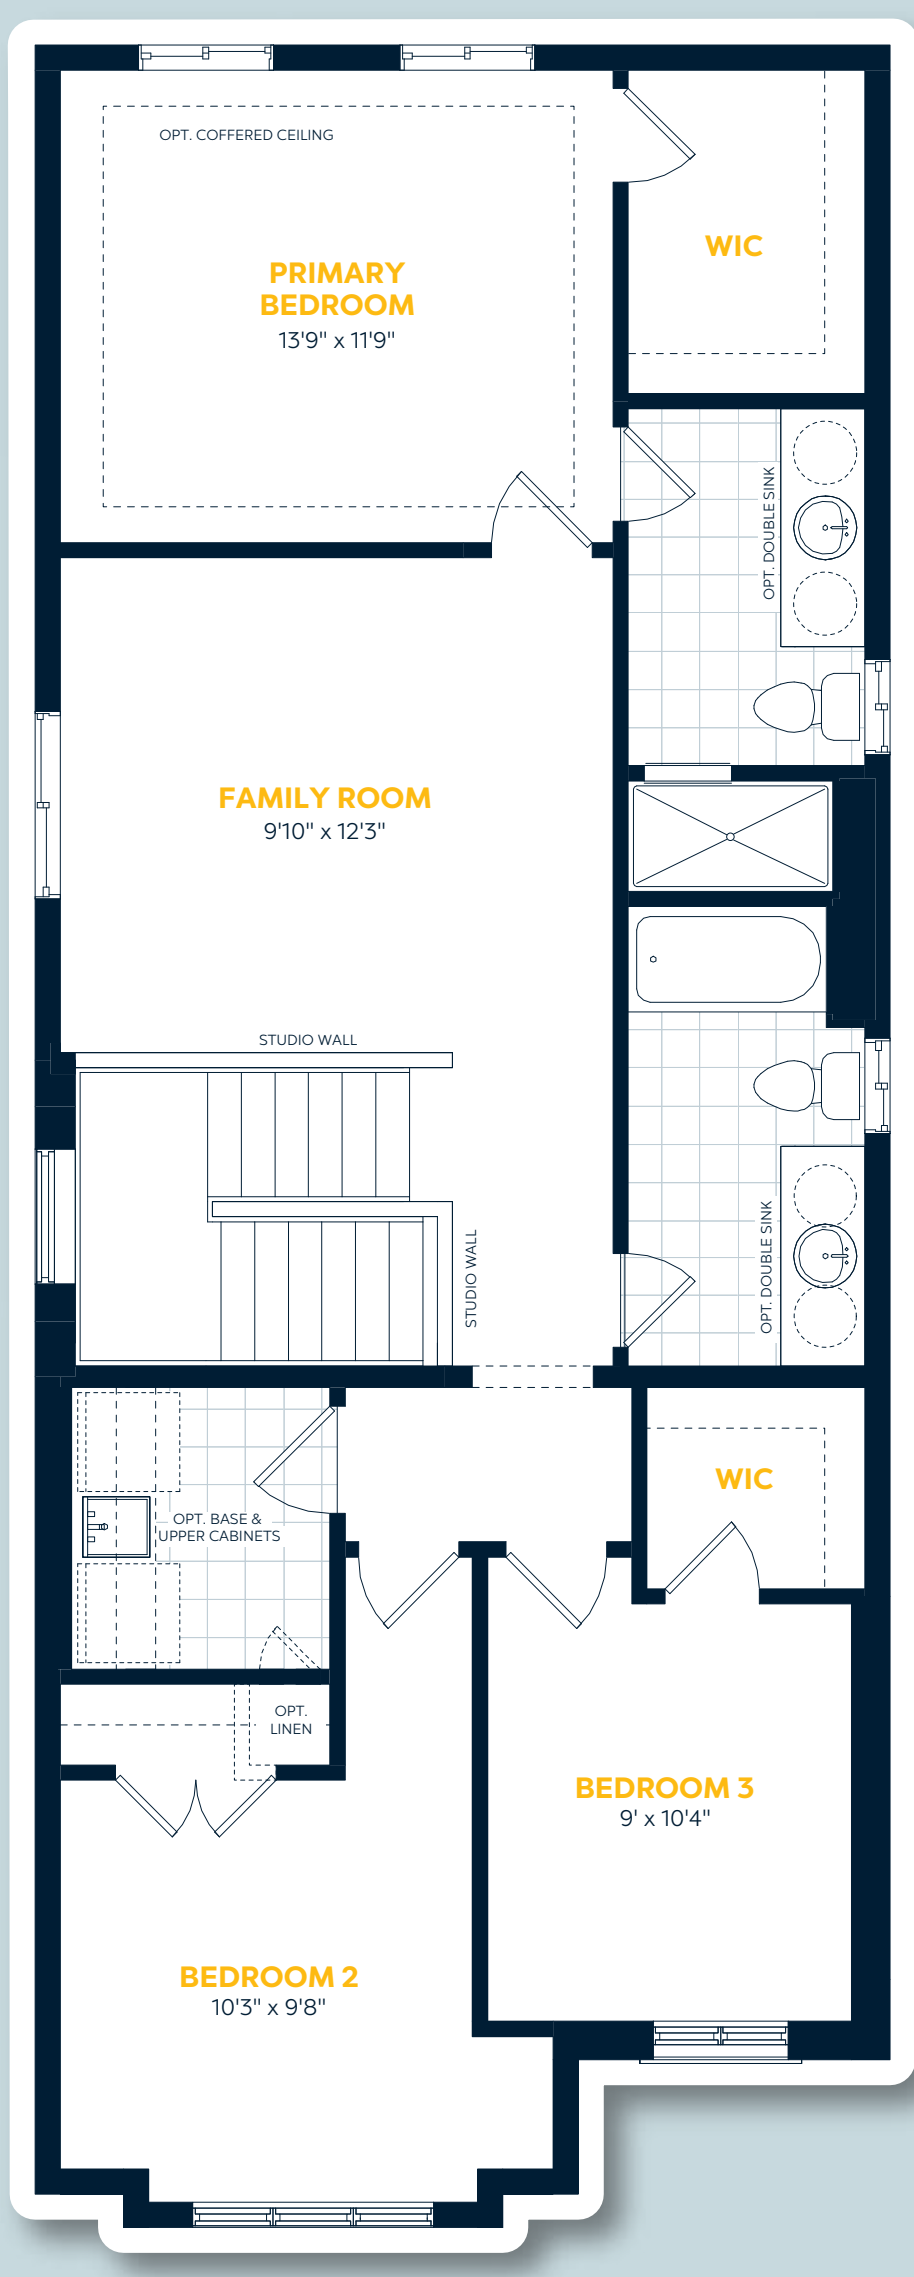 OPT. COFFERED CEILING
PRIMARY
BEDROOM
13'9" x 11'9"
WIC
OPT. DOUBLE SINK
FAMILY ROOM
9'10" x 12'3"
STUDIO WALL
STUDIO WALL
OPT. DOUBLE SINK
WIC
OPT. BASE &
UPPER CABINETS
OPT.
LINEN
BEDROOM 3
9' x 10'4"
BEDROOM 2
10'3" x 9'8"